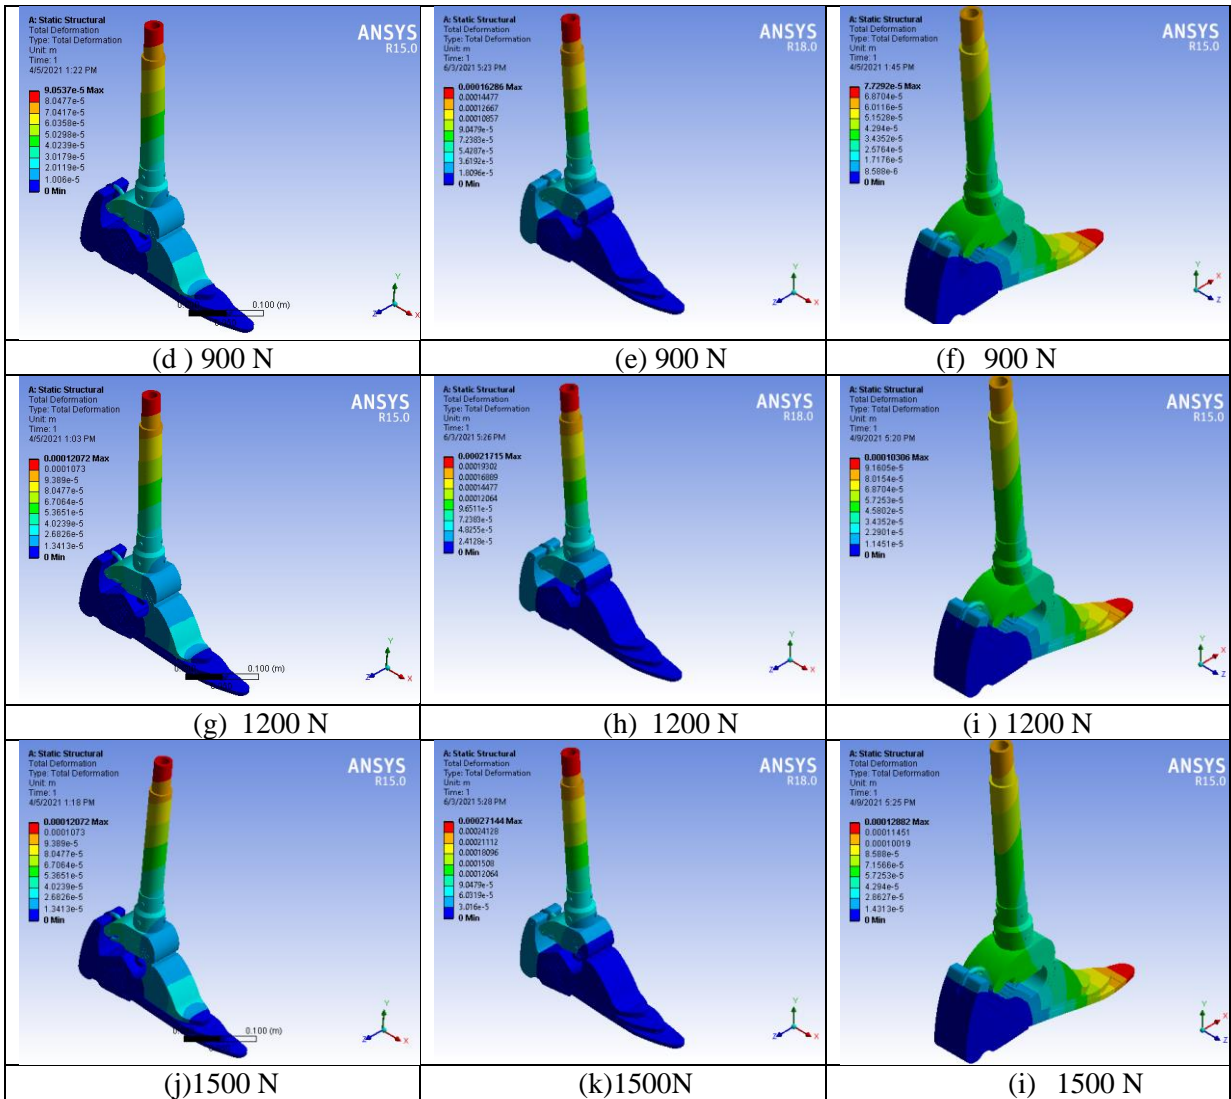 A: Static Structural
Total Deformation
Type: Total Deformation
Unit: m
Time: 1
4/5/2021 1:22 PM
ANSYS
R15.0
9.0537e-5 Max
8.0477e-5
7.0417e-5
6.0358e-5
5.0298e-5
4.0239e-5
3.0179e-5
2.0119e-5
1.006e-5
0 Min
0.100 (m)
Y
Z
X
A: Static Structural
Total Deformation
Type: Total Deformation
Unit: m
Time: 1
6/3/2021 5:23 PM
ANSYS
R18.0
0.00016286 Max
0.00014477
0.00012667
0.00010857
9.0479e-5
7.2383e-5
5.4287e-5
3.6192e-5
1.8096e-5
0 Min
Y
Z
X
A: Static Structural
Total Deformation
Type: Total Deformation
Unit: m
Time: 1
4/5/2021 1:45 PM
ANSYS
R15.0
7.7292e-5 Max
6.8704e-5
6.0116e-5
5.1528e-5
4.294e-5
3.4352e-5
2.5764e-5
1.7176e-5
8.588e-6
0 Min
Y
X
Z
(d ) 900 N
(e) 900 N
(f) 900 N
A: Static Structural
Total Deformation
Type: Total Deformation
Unit: m
Time: 1
4/5/2021 1:03 PM
ANSYS
R15.0
0.00012072 Max
0.0001073
9.389e-5
8.0477e-5
6.7064e-5
5.3651e-5
4.0239e-5
2.6826e-5
1.3413e-5
0 Min
0.100 (m)
Y
Z
X
A: Static Structural
Total Deformation
Type: Total Deformation
Unit: m
Time: 1
6/3/2021 5:26 PM
ANSYS
R18.0
0.00021715 Max
0.00019302
0.00016889
0.00014477
0.00012064
9.6511e-5
7.2383e-5
4.8255e-5
2.4128e-5
0 Min
Y
Z
X
A: Static Structural
Total Deformation
Type: Total Deformation
Unit: m
Time: 1
4/9/2021 5:20 PM
ANSYS
R15.0
0.00010306 Max
9.1605e-5
8.0154e-5
6.8704e-5
5.7253e-5
4.5802e-5
3.4352e-5
2.2901e-5
1.1451e-5
0 Min
Y
X
Z
(g) 1200 N
(h) 1200 N
(i ) 1200 N
A: Static Structural
Total Deformation
Type: Total Deformation
Unit: m
Time: 1
4/5/2021 1:18 PM
ANSYS
R15.0
0.00012072 Max
0.0001073
9.389e-5
8.0477e-5
6.7064e-5
5.3651e-5
4.0239e-5
2.6826e-5
1.3413e-5
0 Min
0.100 (m)
Y
Z
X
A: Static Structural
Total Deformation
Type: Total Deformation
Unit: m
Time: 1
6/3/2021 5:28 PM
ANSYS
R18.0
0.00027144 Max
0.00024128
0.00021112
0.00018096
0.0001508
0.00012064
9.0479e-5
6.0319e-5
3.016e-5
0 Min
Y
Z
X
A: Static Structural
Total Deformation
Type: Total Deformation
Unit: m
Time: 1
4/9/2021 5:25 PM
ANSYS
R15.0
0.00012882 Max
0.00011451
0.00010019
8.588e-5
7.1566e-5
5.7253e-5
4.294e-5
2.8627e-5
1.4313e-5
0 Min
Y
X
Z
(j)1500 N
(k)1500N
(i) 1500 N